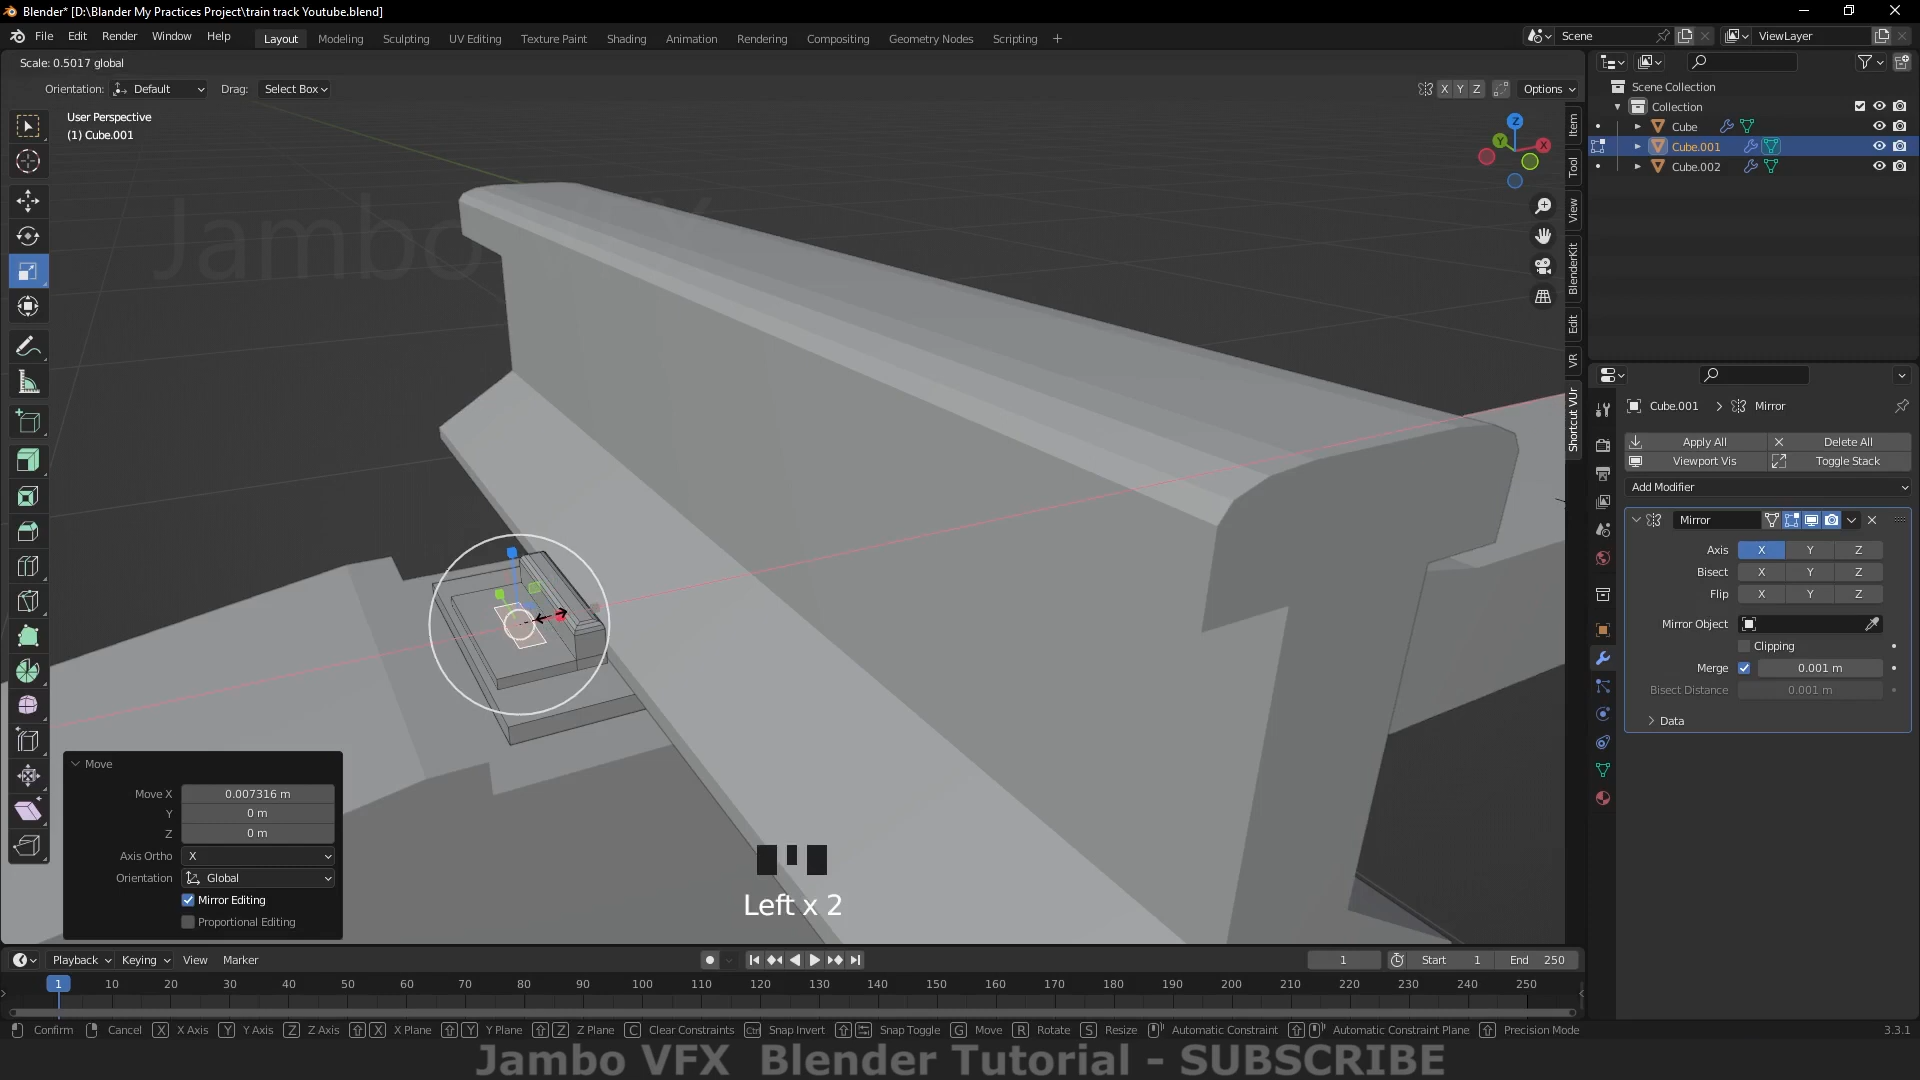 Blender* [D:\Blander My Practices Project\train track Youtube.blend]
File Edit Render Window Help Layout Modeling Sculpting UV Editing Texture Paint Shading Animation Rendering Compositing Geometry Nodes Scripting + Scene ViewLayer
Scale: 0.5017 global
Orientation: Default Drag: Select Box X Y Z Options
User Perspective
(1) Cube.001
Jambo
Z
Y
X
Item
Tool
View
BlenderKit
Edit
VR
Shortcut VUr
Scene Collection
Collection
Cube
Cube.001
Cube.002
Cube.001 > Mirror
Apply All Delete All
Viewport Vis Toggle Stack
Add Modifier
Mirror
Axis X Y Z
Bisect X Y Z
Flip X Y Z
Mirror Object
Clipping
Merge 0.001 m
Bisect Distance 0.001 m
Data
Move
Move X 0.007316 m
Y 0 m
Z 0 m
Axis Ortho X
Orientation Global
Mirror Editing
Proportional Editing
Left x 2
Playback Keying View Marker 1 Start 1 End 250
1 10 20 30 40 50 60 70 80 90 100 110 120 130 140 150 160 170 180 190 200 210 220 230 240 250
Confirm Cancel X X Axis Y Y Axis Z Z Axis X X Plane Y Y Plane Z Z Plane C Clear Constraints Ctrl Snap Invert Snap Toggle G Move R Rotate S Resize Automatic Constraint Automatic Constraint Plane Precision Mode 3.3.1
Jambo VFX Blender Tutorial - SUBSCRIBE